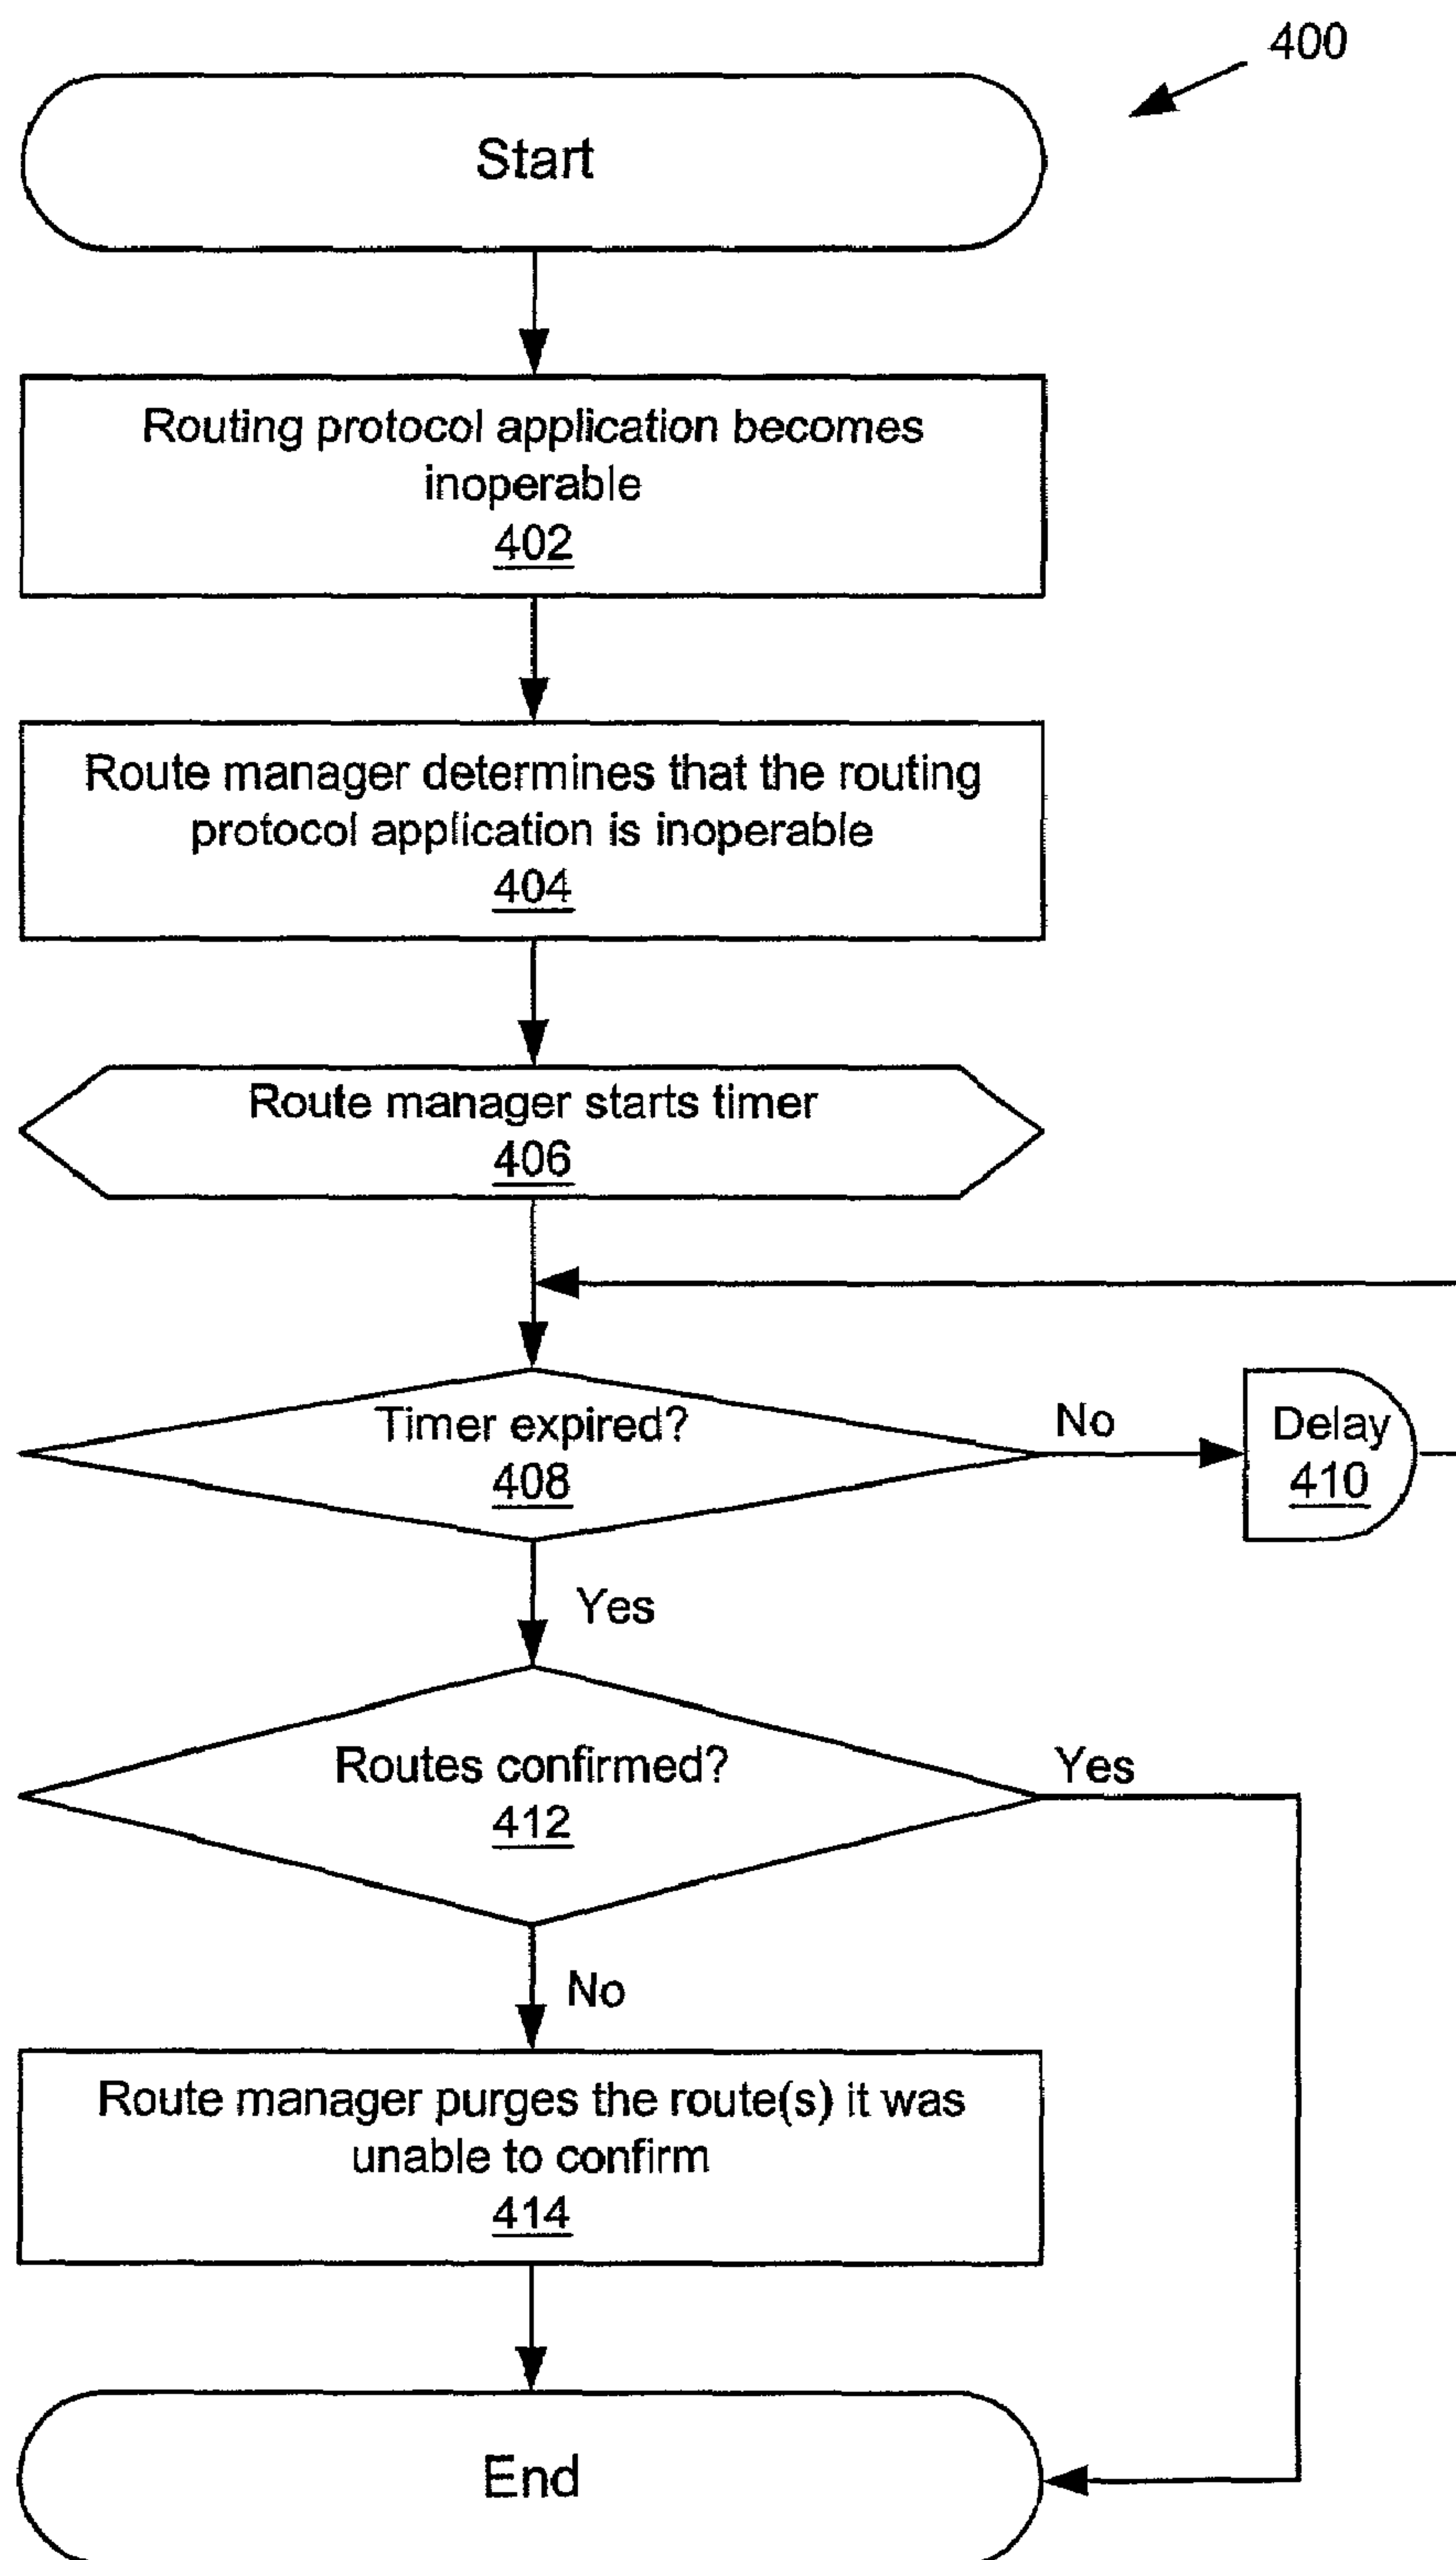 400
Start
Routing protocol application becomes
inoperable
402
Route manager determines that the routing
protocol application is inoperable
404
Route manager starts timer
406
Timer expired?
408
No
Delay
410
Yes
Routes confirmed?
412
Yes
No
Route manager purges the route(s) it was
unable to confirm
414
End